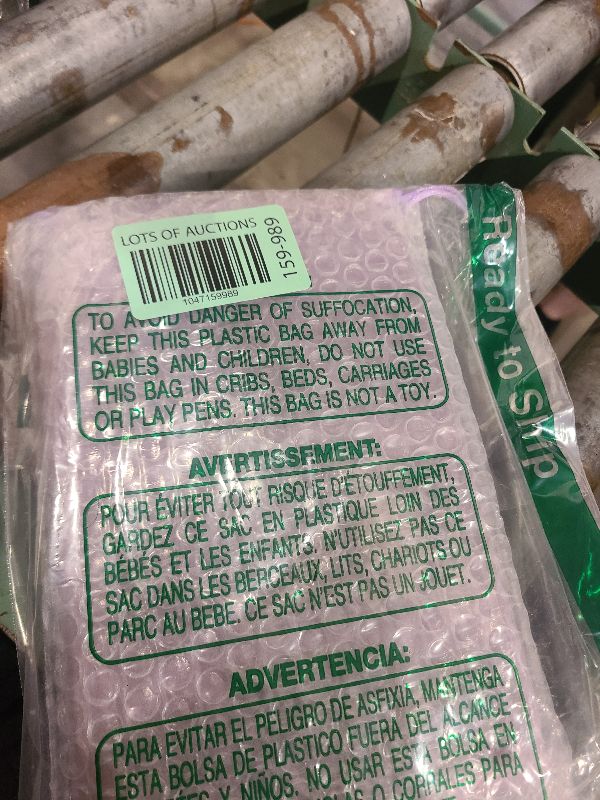 LOTS OF AUCTIONS
159-989
1047159989
TO AVOID DANGER OF SUFFOCATION,
KEEP THIS PLASTIC BAG AWAY FROM
BABIES AND CHILDREN, DO NOT USE
THIS BAG IN CRIBS, BEDS, CARRIAGES
OR PLAY PENS. THIS BAG IS NOT A TOY.
AVERTISSEMENT:
POUR ÉVITER TOUT RISQUE D'ÉTOUFFEMENT,
GARDEZ CE SAC EN PLASTIQUE LOIN DES
BÉBÉS ET LES ENFANTS. N'UTILISEZ PAS CE
SAC DANS LES BERCEAUX, LITS, CHARIOTS OU
PARC AU BEBE. CE SAC N'EST PAS UN JOUET.
ADVERTENCIA:
PARA EVITAR EL PELIGRO DE ASFIXIA, MANTENGA
ESTA BOLSA DE PLASTICO FUERA DEL ALCANCE
Y NIÑOS. NO USAR ESTA BOLSA EN
O CORRALES PARA
Ready to Ship